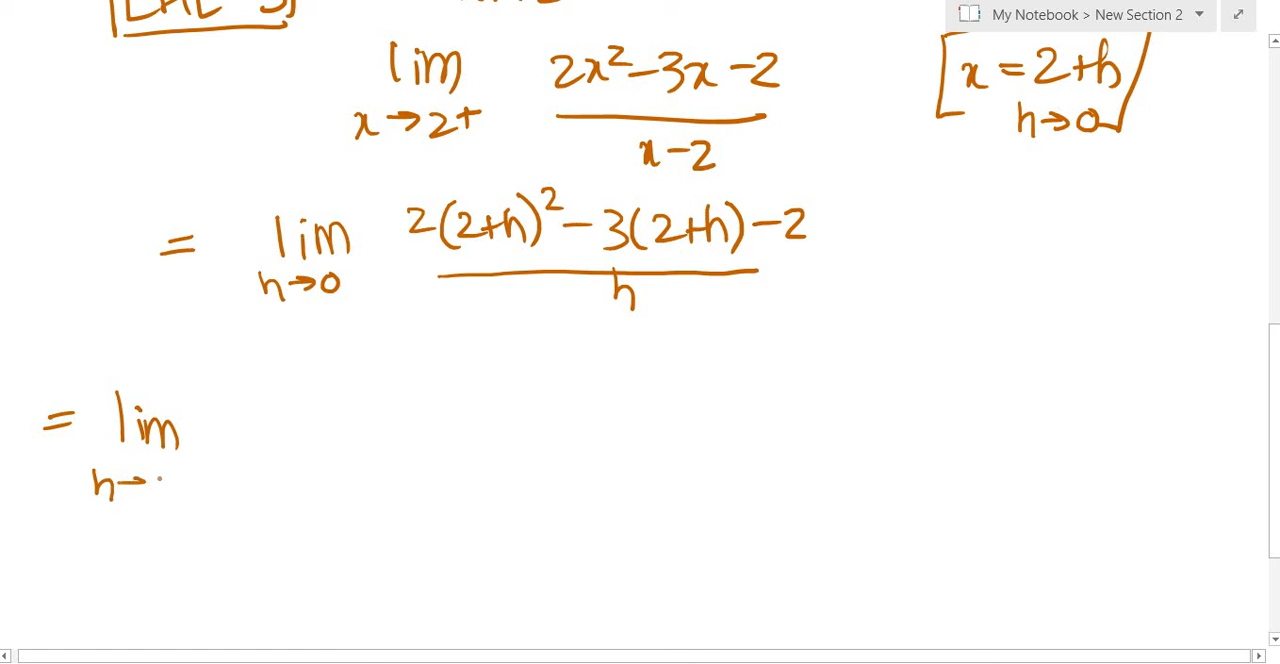 My Notebook > New Section 2
lim 2x² - 3x - 2
x→2+ x - 2
[x = 2+h
h→0]
= lim 2(2+h)² - 3(2+h) - 2
h→0 h
= lim
h→